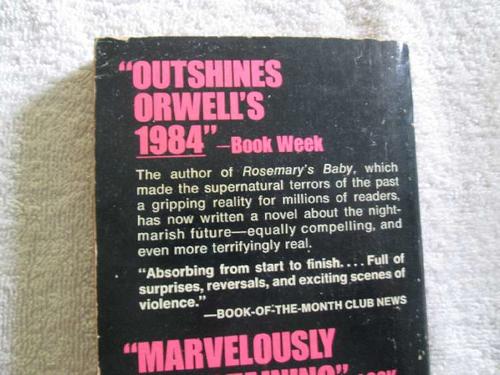 "OUTSHINES
ORWELL'S
1984" —Book Week
The author of Rosemary's Baby, which
made the supernatural terrors of the past
a gripping reality for millions of readers,
has now written a novel about the night-
marish future—equally compelling, and
even more terrifyingly real.
"Absorbing from start to finish.... Full of
surprises, reversals, and exciting scenes of
violence."
—BOOK-OF-THE-MONTH CLUB NEWS
"MARVELOUSLY